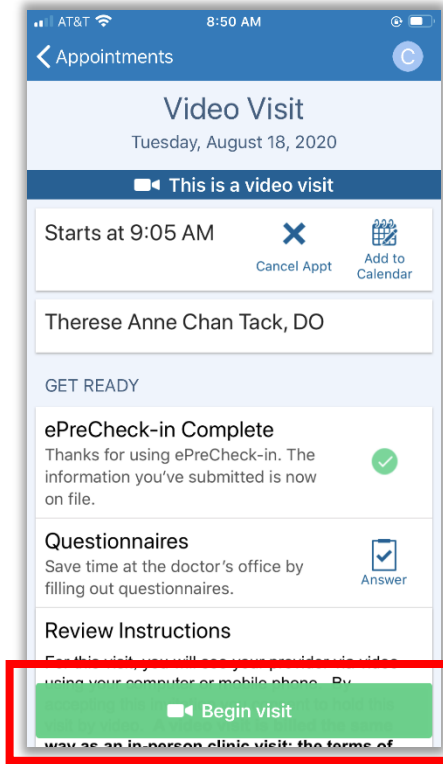 AT&T 8:50 AM
Appointments C
Video Visit
Tuesday, August 18, 2020
This is a video visit
Starts at 9:05 AM
Cancel Appt
Add to
Calendar
Therese Anne Chan Tack, DO
GET READY
ePreCheck-in Complete
Thanks for using ePreCheck-in. The
information you've submitted is now
on file.
Questionnaires
Save time at the doctor's office by
filling out questionnaires.
Answer
Review Instructions
For this visit, you will see your provider via video
using your computer or mobile phone. By
Begin visit
way as an in-person clinic visit; the terms of